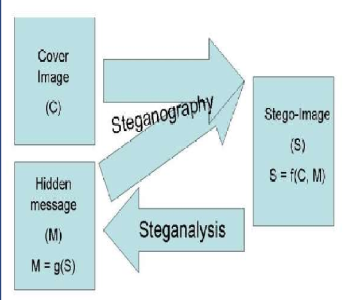 Cover
Image
(C)
Steganography
Stego-Image
(S)
S = f(C, M)
Hidden
message
(M)
M = g(S)
Steganalysis